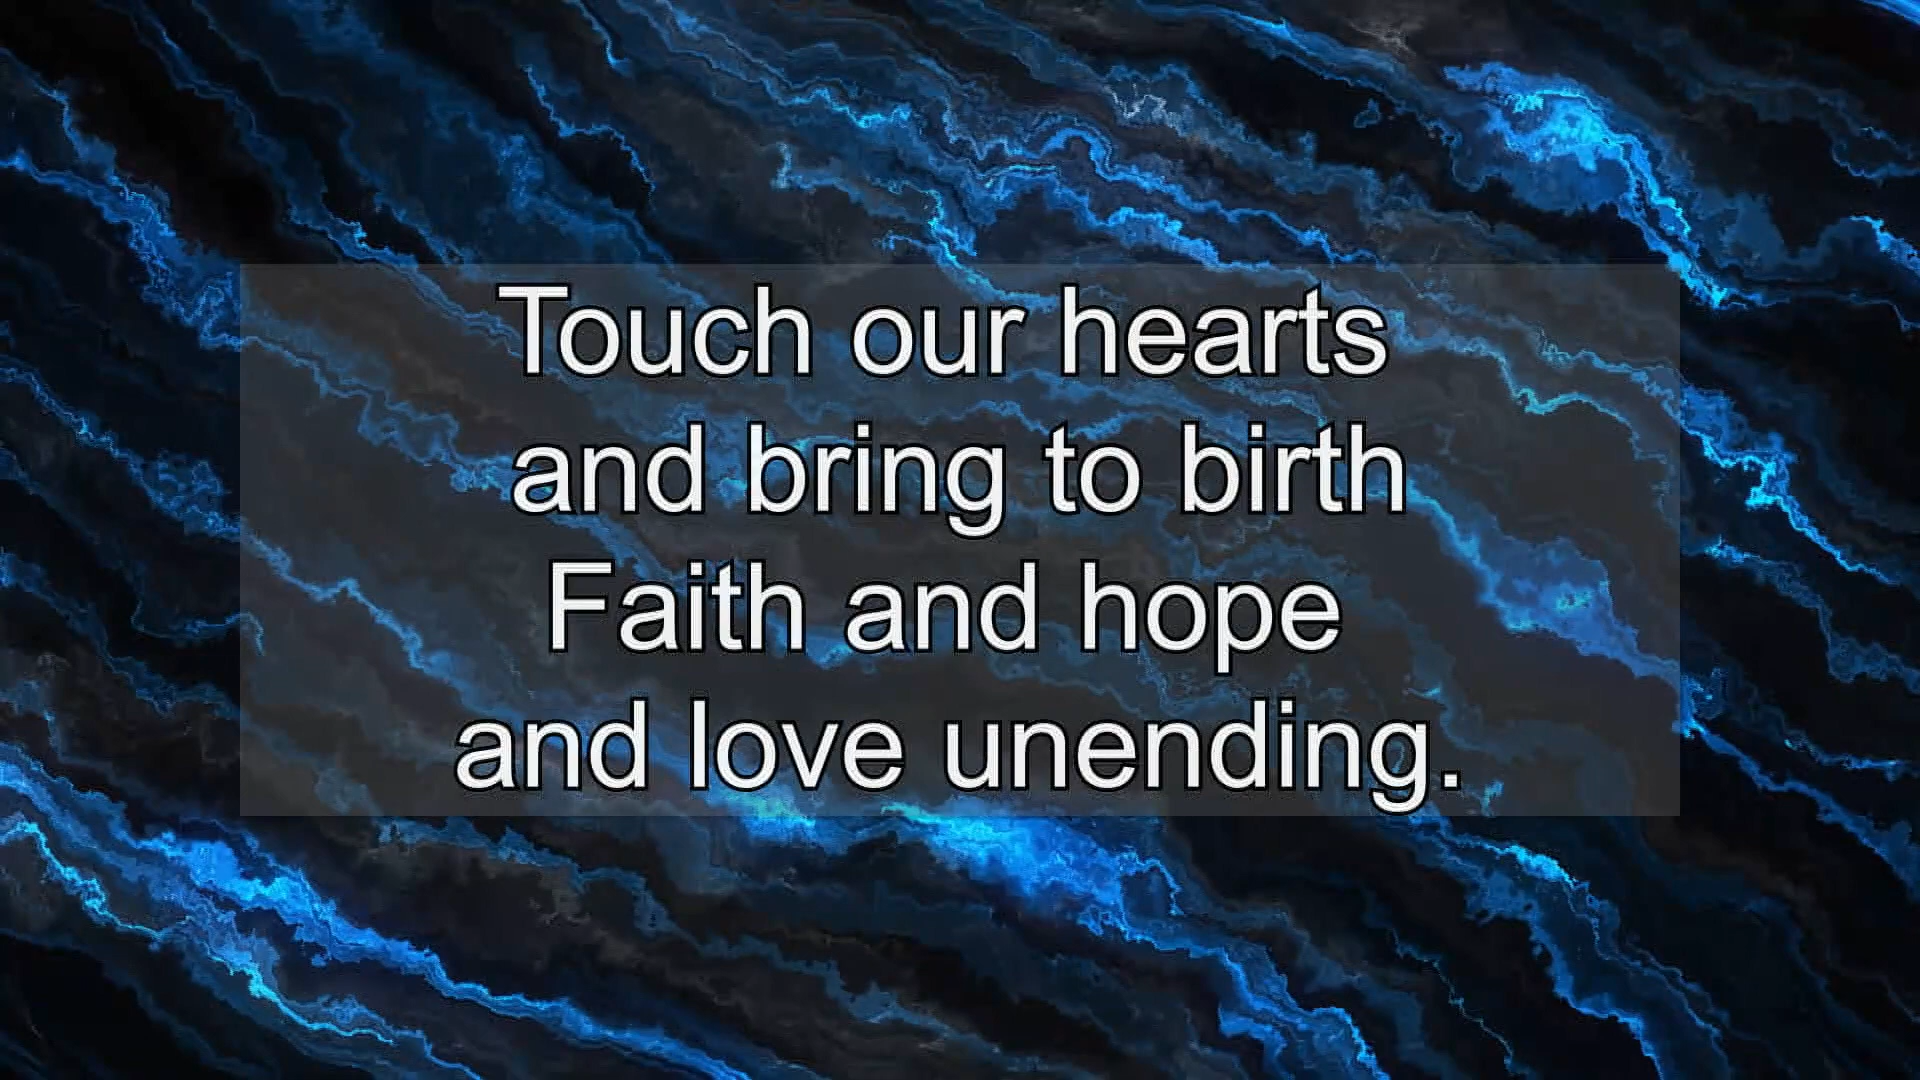 Touch our hearts
and bring to birth
Faith and hope
and love unending.